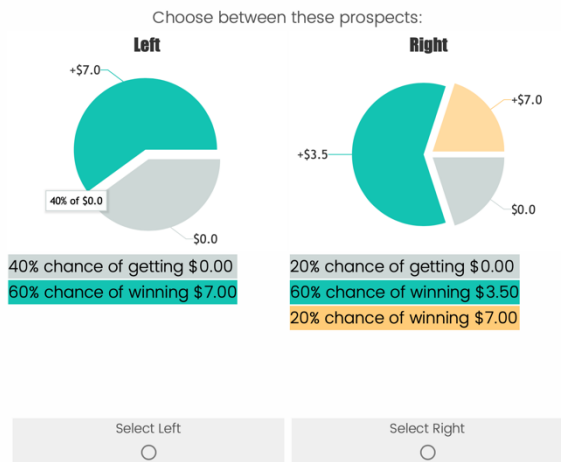 Choose between these prospects:
Left
Right
+$7.0
40% of $0.0
$0.0
+$7.0
+$3.5
$0.0
40% chance of getting $0.00
60% chance of winning $7.00
20% chance of getting $0.00
60% chance of winning $3.50
20% chance of winning $7.00
Select Left
Select Right